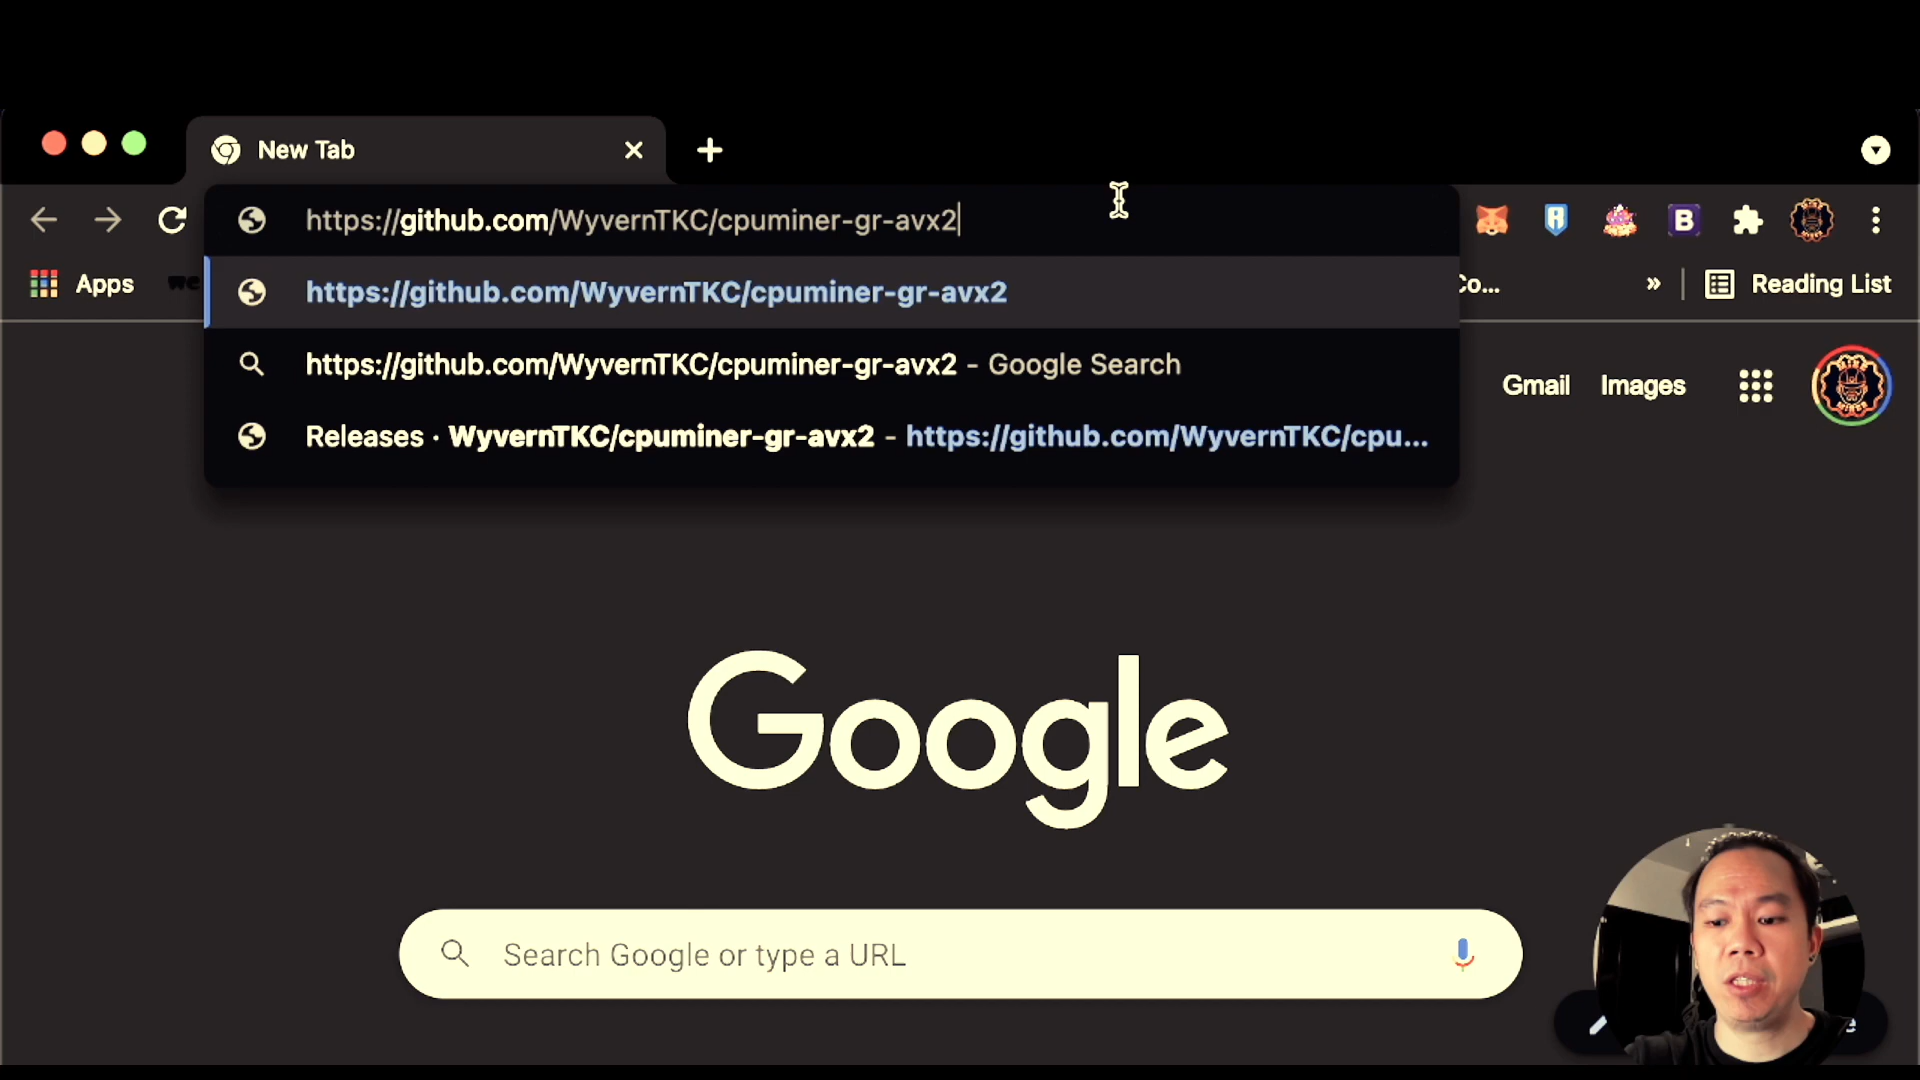 New Tab
https://github.com/WyvernTKC/cpuminer-gr-avx2
Apps we Co... » Reading List
https://github.com/WyvernTKC/cpuminer-gr-avx2
https://github.com/WyvernTKC/cpuminer-gr-avx2 - Google Search
Releases · WyvernTKC/cpuminer-gr-avx2 - https://github.com/WyvernTKC/cpu...
Gmail Images
Google
Search Google or type a URL